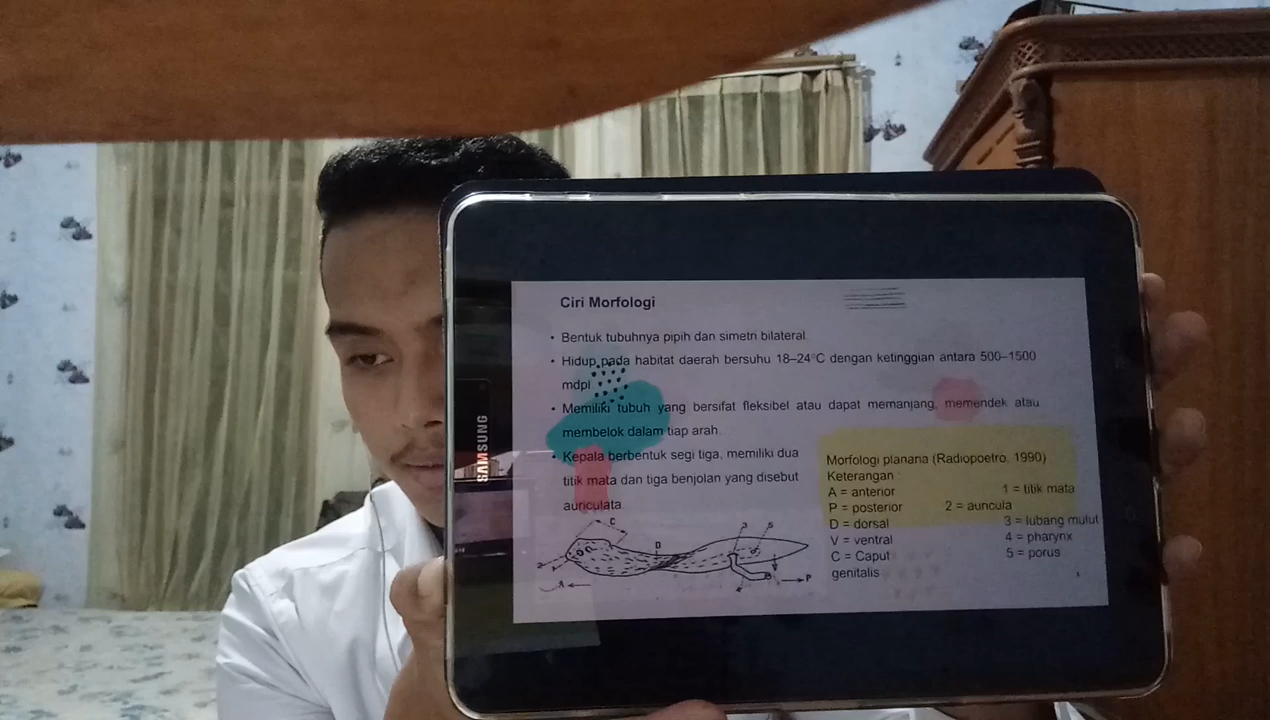 SAMSUNG
Ciri Morfologi
• Bentuk tubuhnya pipih dan simetri bilateral
• Hidup pada habitat daerah bersuhu 18–24°C dengan ketinggian antara 500–1500
mdpl
• Memiliki tubuh yang bersifat fleksibel atau dapat memanjang, memendek atau
membelok dalam tiap arah.
• Kepala berbentuk segi tiga, memiliki dua
titik mata dan tiga benjolan yang disebut
auriculata
C
D
3 5
A
P
Morfologi planaria (Radiopoetro, 1990)
Keterangan :
A = anterior 1 = titik mata
P = posterior 2 = auricula
D = dorsal 3 = lubang mulut
V = ventral 4 = pharynx
C = Caput 5 = porus
genitalis